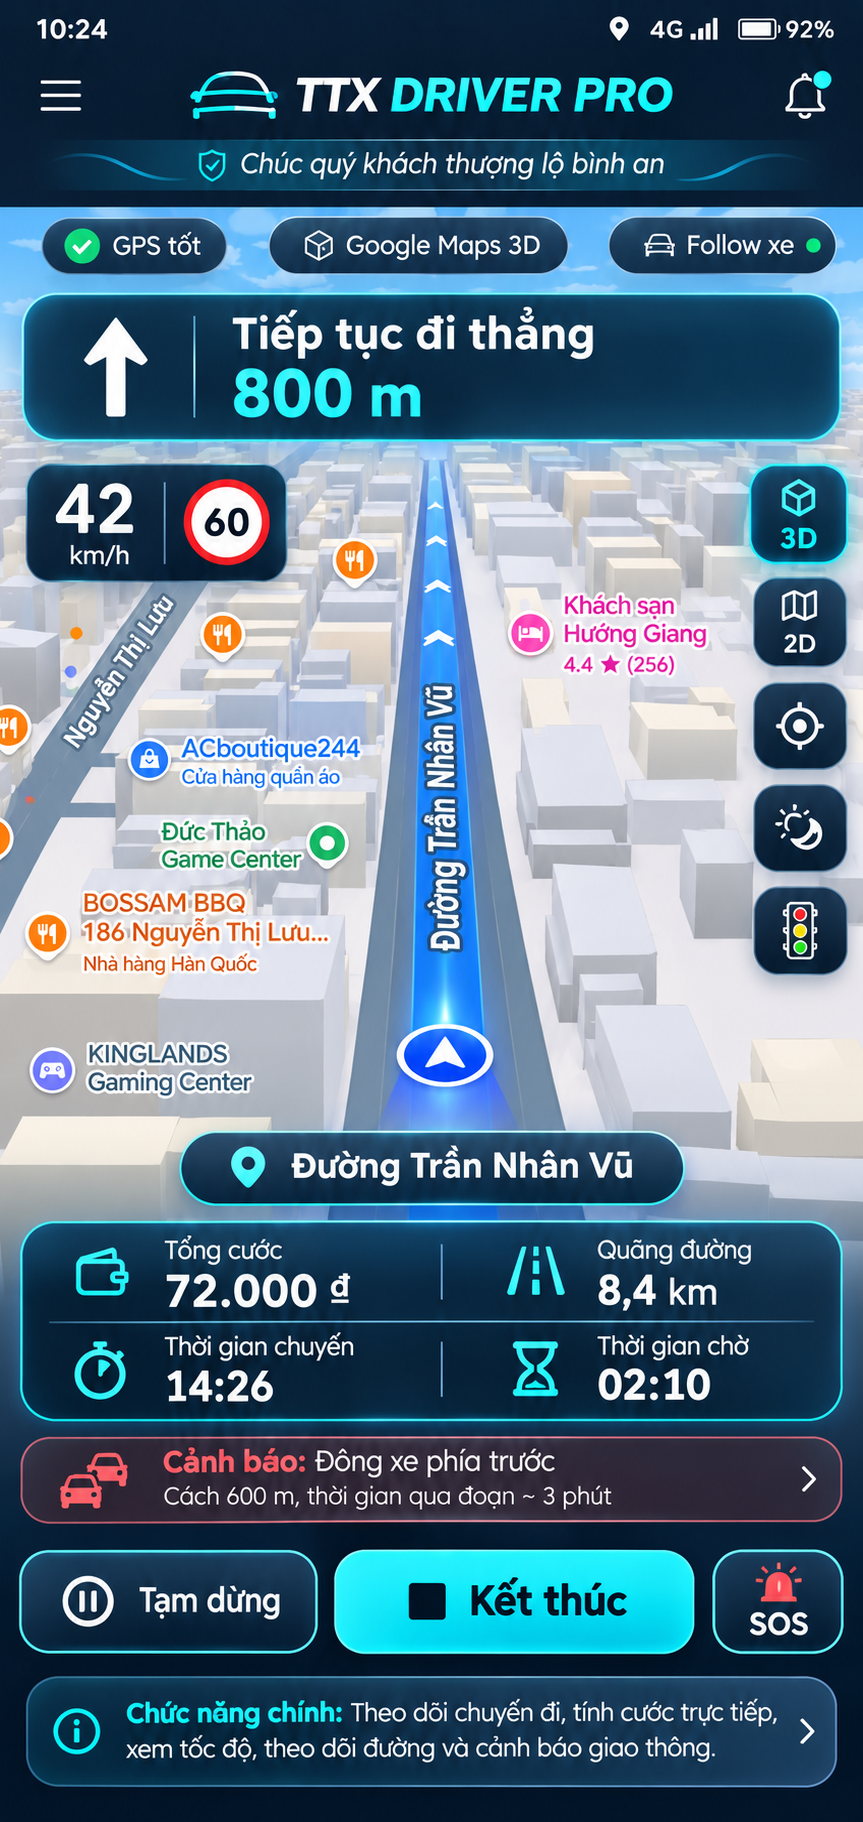 10:24
4G 92%
TTX DRIVER PRO
Chúc quý khách thượng lộ bình an
GPS tốt
Google Maps 3D
Follow xe
Tiếp tục đi thẳng
800 m
42
km/h
60
3D
2D
Nguyễn Thị Lưu
Khách sạn
Hướng Giang
4.4 ★ (256)
ACboutique244
Cửa hàng quần áo
Đức Thảo
Game Center
BOSSAM BBQ
186 Nguyễn Thị Lưu...
Nhà hàng Hàn Quốc
KINGLANDS
Gaming Center
Đường Trần Nhân Vũ
Đường Trần Nhân Vũ
Tổng cước
72.000 ₫
Quãng đường
8,4 km
Thời gian chuyến
14:26
Thời gian chờ
02:10
Cảnh báo: Đông xe phía trước
Cách 600 m, thời gian qua đoạn ~ 3 phút
Tạm dừng
Kết thúc
SOS
Chức năng chính: Theo dõi chuyến đi, tính cước trực tiếp,
xem tốc độ, theo dõi đường và cảnh báo giao thông.